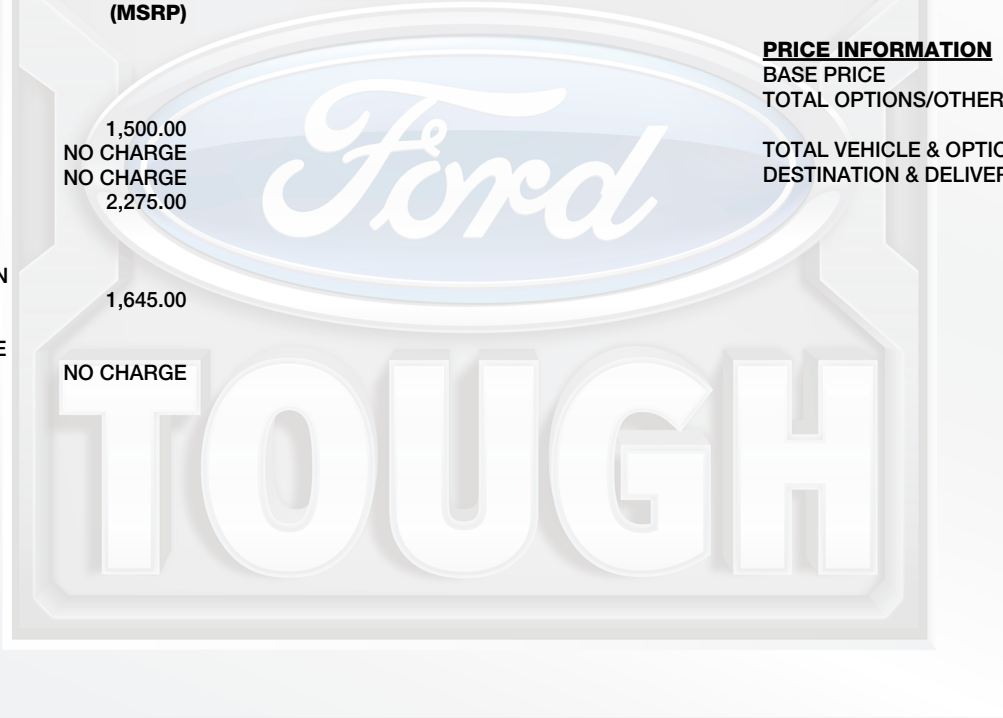 (MSRP)
1,500.00
NO CHARGE
NO CHARGE
2,275.00
N
1,645.00
E
NO CHARGE
PRICE INFORMATION
BASE PRICE
TOTAL OPTIONS/OTHER
TOTAL VEHICLE & OPTIO
DESTINATION & DELIVER
Ford
TOUGH